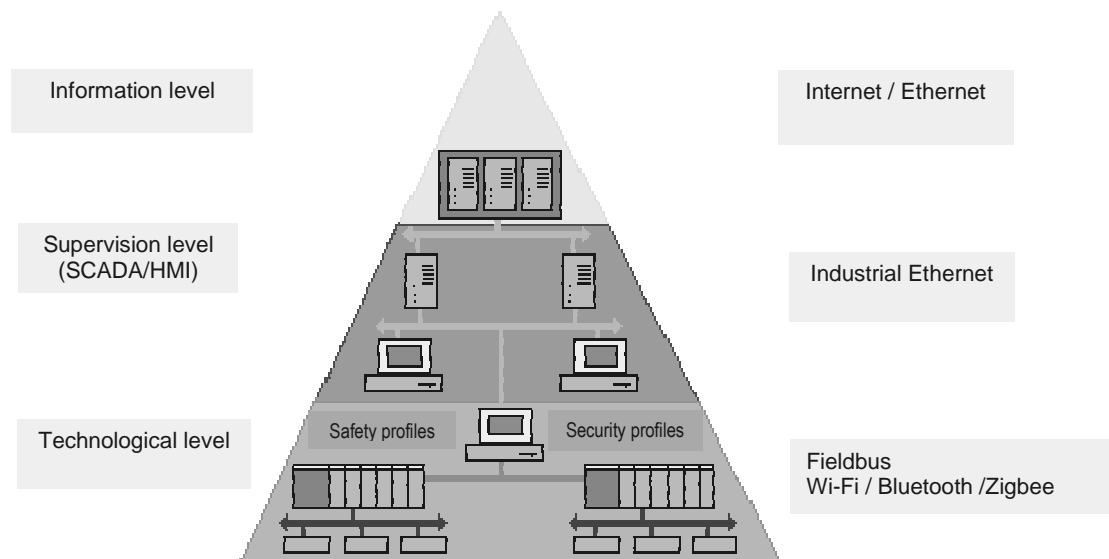 Information level
Internet / Ethernet
Supervision level
(SCADA/HMI)
Industrial Ethernet
Technological level
Safety profiles
Security profiles
Fieldbus
Wi-Fi / Bluetooth /Zigbee